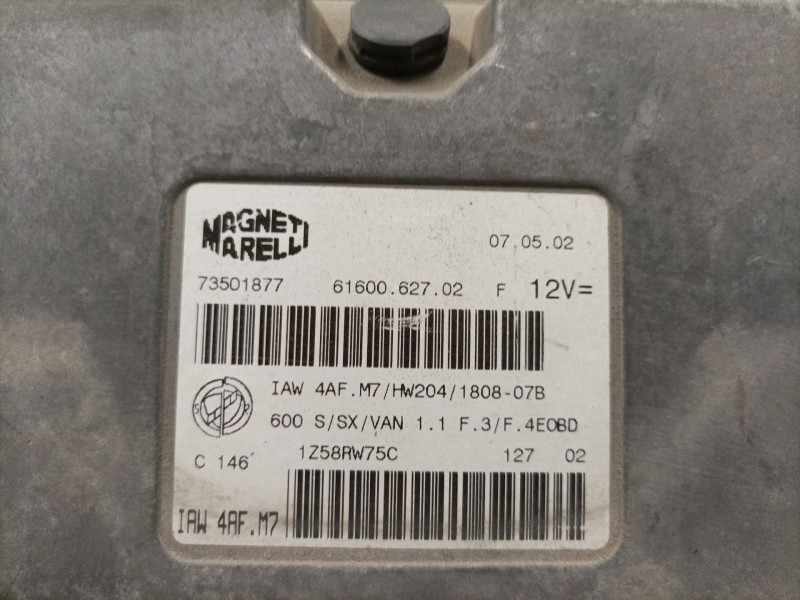 MAGNETI
MARELLI
07.05.02
73501877 61600.627.02 F 12V=
IAW 4AF.M7/HW204/1808-07B
600 S/SX/VAN 1.1 F.3/F.4EOBD
C 146 1Z58RW75C 127 02
IAW 4AF.M7